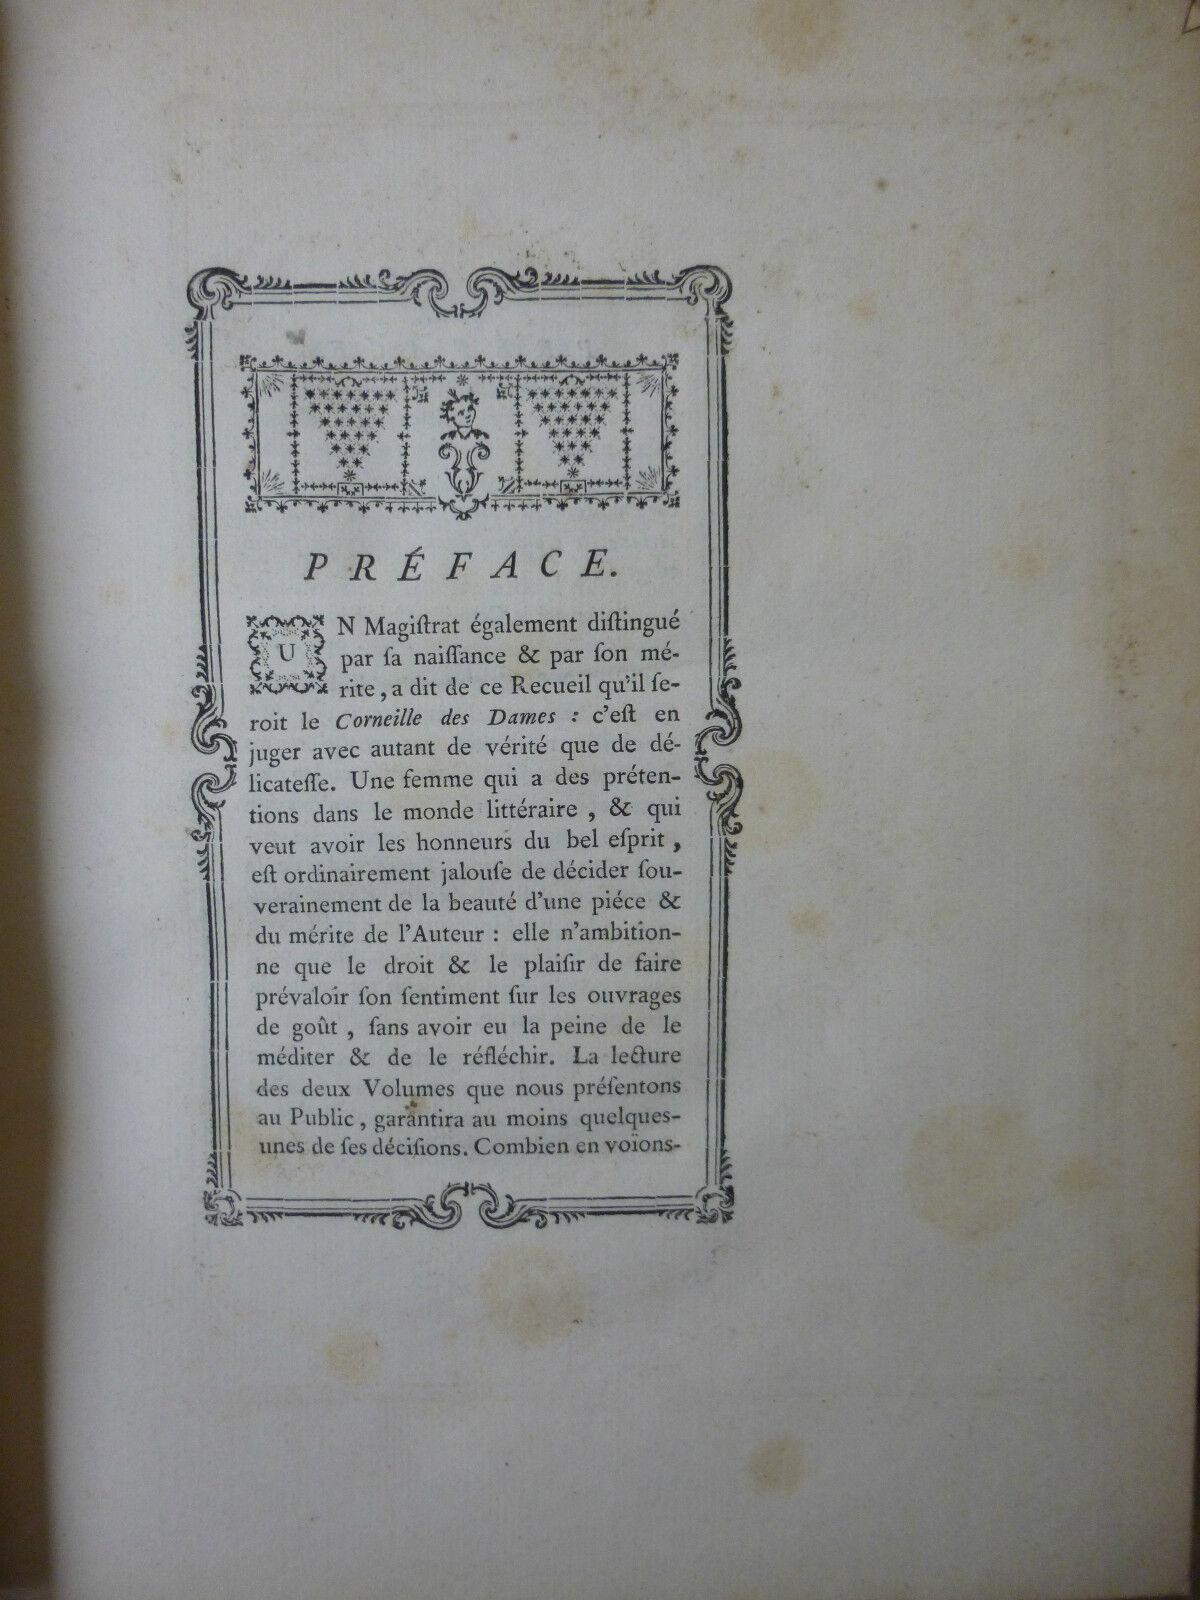 PRÉFACE.
UN Magiſtrat également diſtingué
par ſa naiſſance & par ſon mé-
rite, a dit de ce Recueil qu'il ſe-
roit le Corneille des Dames : c'eſt en
juger avec autant de vérité que de dé-
licateſſe. Une femme qui a des préten-
tions dans le monde littéraire, & qui
veut avoir les honneurs du bel eſprit,
eſt ordinairement jalouſe de décider ſou-
verainement de la beauté d'une piéce &
du mérite de l'Auteur : elle n'ambition-
ne que le droit & le plaiſir de faire
prévaloir ſon ſentiment ſur les ouvrages
de goût, ſans avoir eu la peine de le
méditer & de le réfléchir. La lecture
des deux Volumes que nous préſentons
au Public, garantira au moins quelques-
unes de ſes déciſions. Combien en voïons-